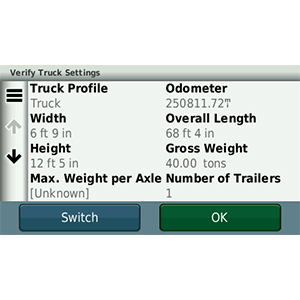 Verify Truck Settings
Truck Profile Odometer
Truck 250811.72
Width Overall Length
6 ft 9 in 68 ft 4 in
Height Gross Weight
12 ft 5 in 40.00 tons
Max. Weight per Axle Number of Trailers
[Unknown] 1
Switch OK